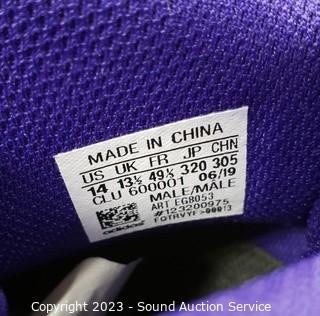 MADE IN CHINA
US UK FR JP CHN
14 13½ 49⅓ 320 305
CLU 600001 06/19
MALE/MALE
ART EG8053
#123200975
adidas
Copyright 2023 - Sound Auction Service